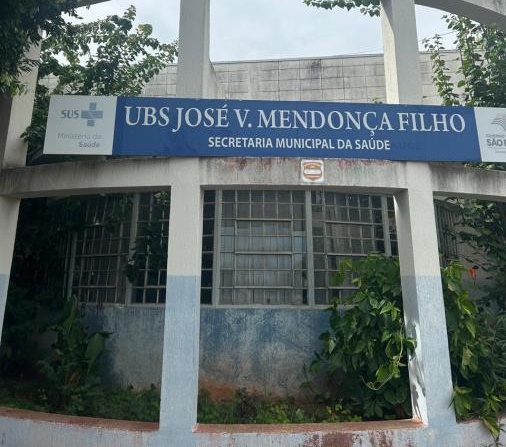 SUS
Ministério da
Saúde
UBS JOSÉ V. MENDONÇA FILHO
SECRETARIA MUNICIPAL DA SAÚDE
SÃO